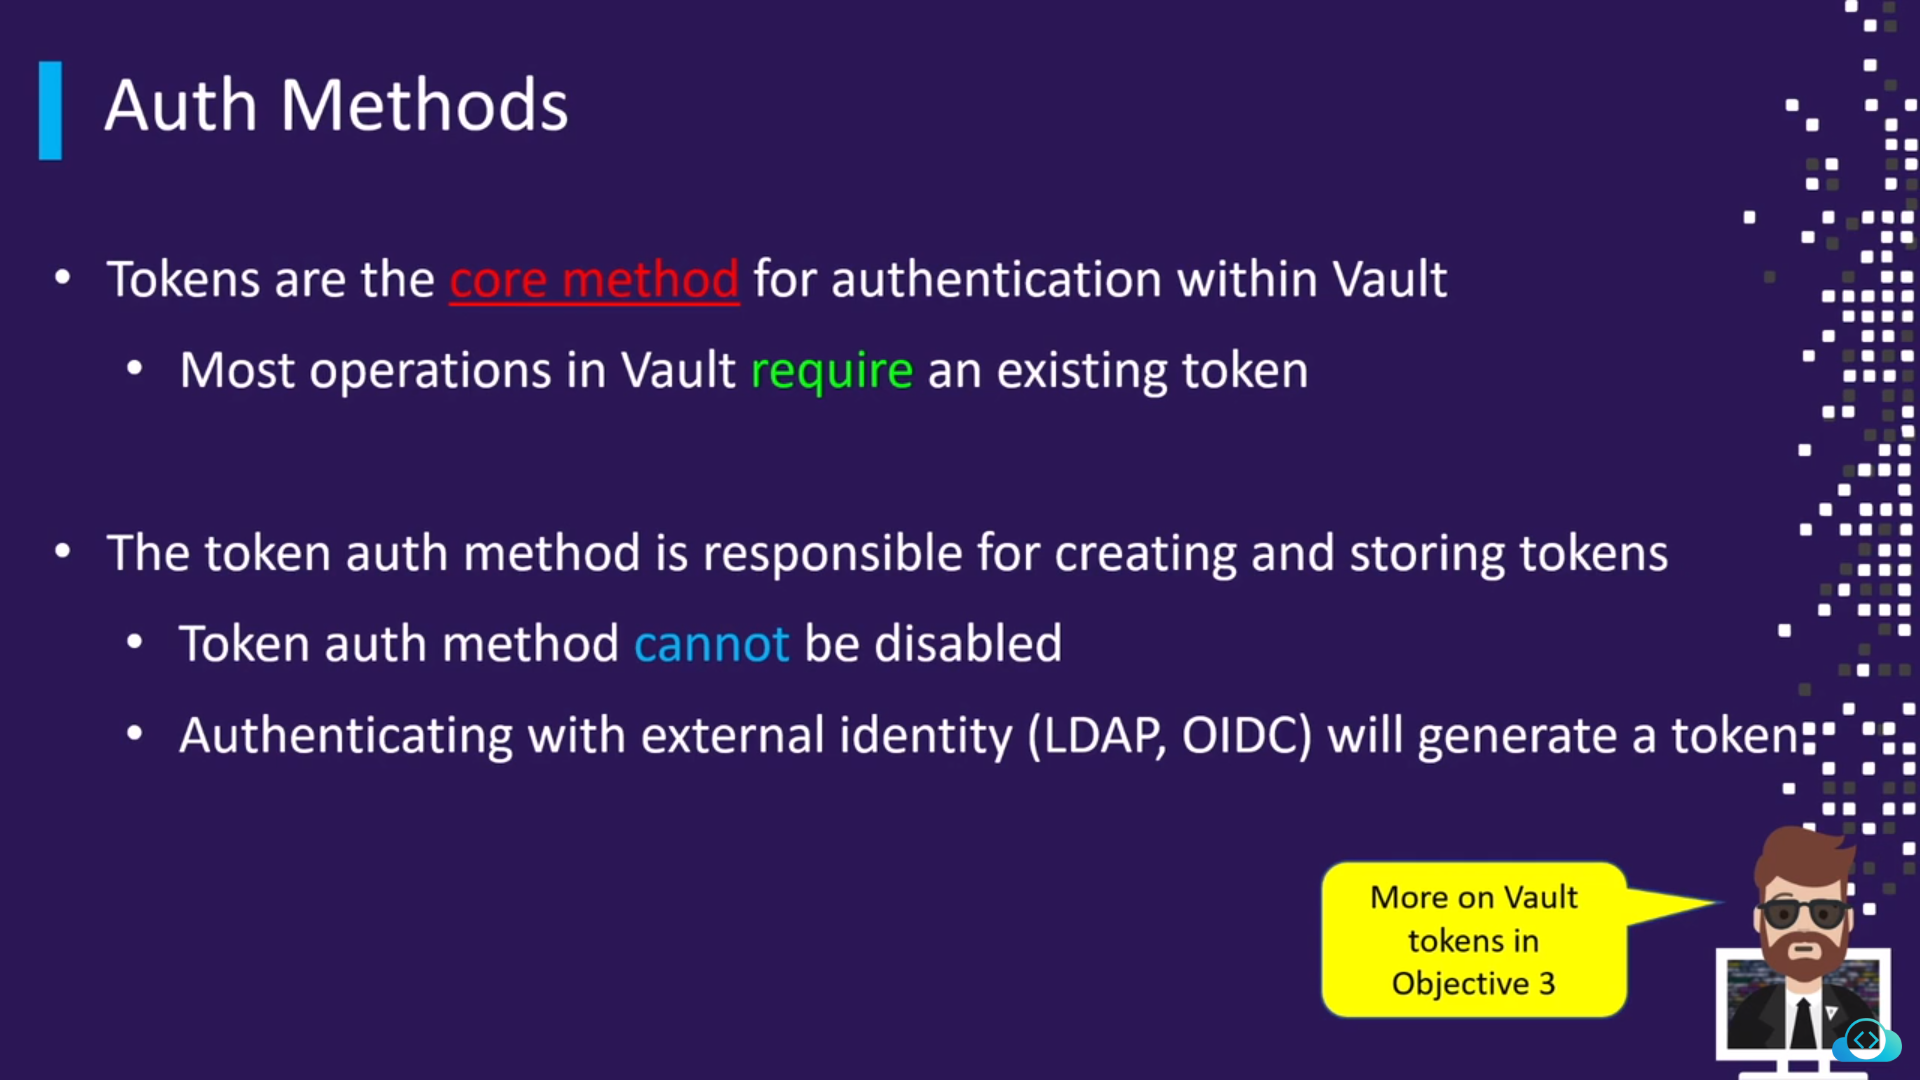 Auth Methods
• Tokens are the core method for authentication within Vault
• Most operations in Vault require an existing token
• The token auth method is responsible for creating and storing tokens
• Token auth method cannot be disabled
• Authenticating with external identity (LDAP, OIDC) will generate a token
More on Vault
tokens in
Objective 3